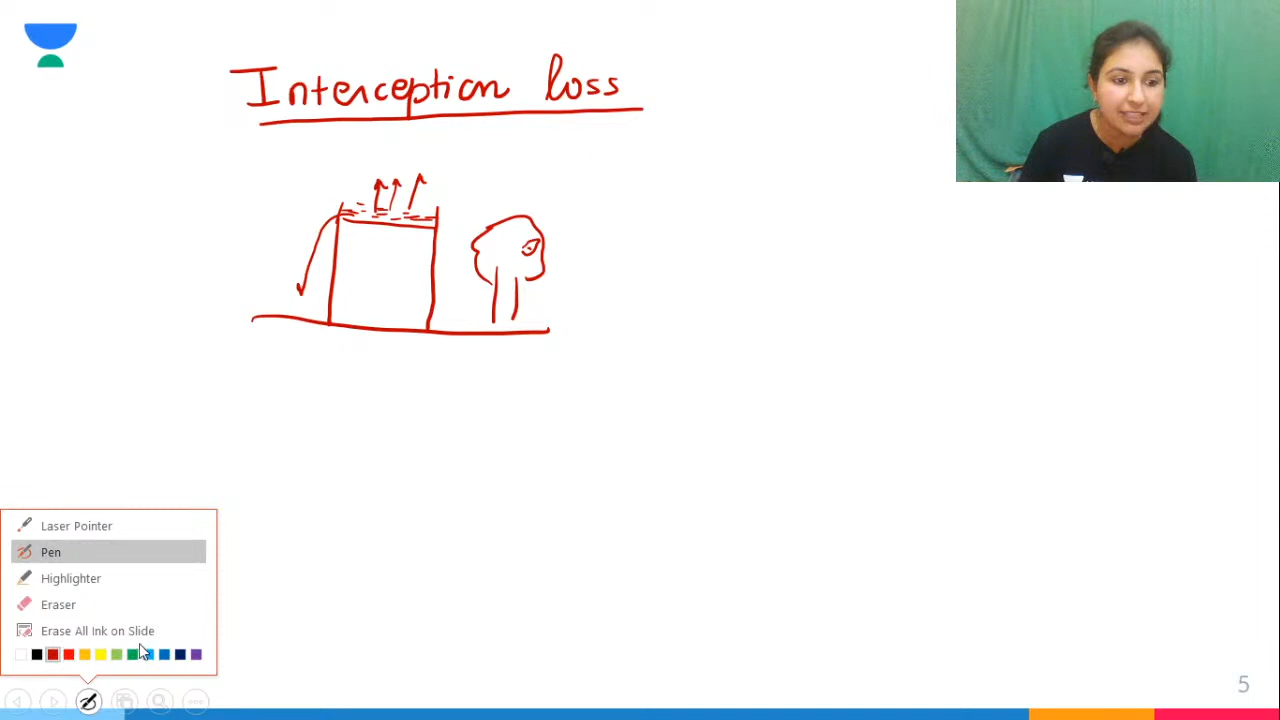 Interception loss
Laser Pointer
Pen
Highlighter
Eraser
Erase All Ink on Slide
5